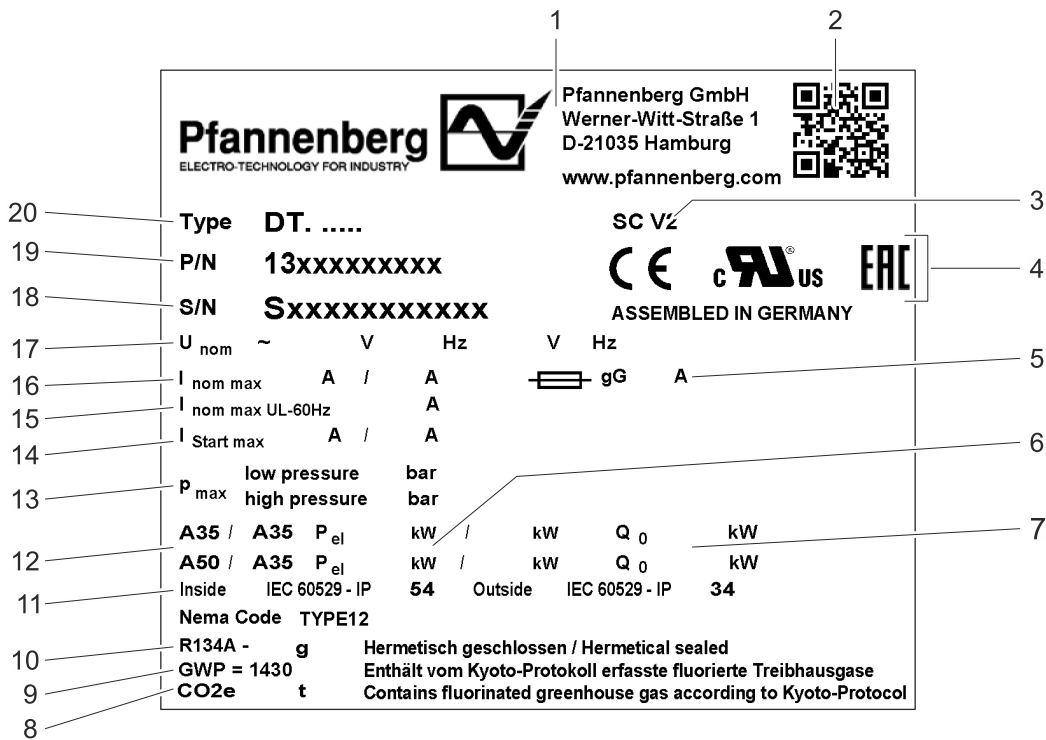 1
2
Pfannenberg
ELECTRO-TECHNOLOGY FOR INDUSTRY
Pfannenberg GmbH
Werner-Witt-Straße 1
D-21035 Hamburg
www.pfannenberg.com
20 Type DT. ..... SC V2 3
19 P/N 13xxxxxxxxx
CE c RU US ® EAC 4
18 S/N Sxxxxxxxxxxx ASSEMBLED IN GERMANY
17 U nom ~ V Hz V Hz
16 I nom max A / A gG A 5
15 I nom max UL-60Hz A
14 I Start max A / A
6
13 p max low pressure bar
high pressure bar
A35 / A35 P el kW / kW Q 0 kW
12 7
A50 / A35 P el kW / kW Q 0 kW
11 Inside IEC 60529 - IP 54 Outside IEC 60529 - IP 34
Nema Code TYPE12
10 R134A - g Hermetisch geschlossen / Hermetical sealed
9 GWP = 1430 Enthält vom Kyoto-Protokoll erfasste fluorierte Treibhausgase
8 CO2e t Contains fluorinated greenhouse gas according to Kyoto-Protocol